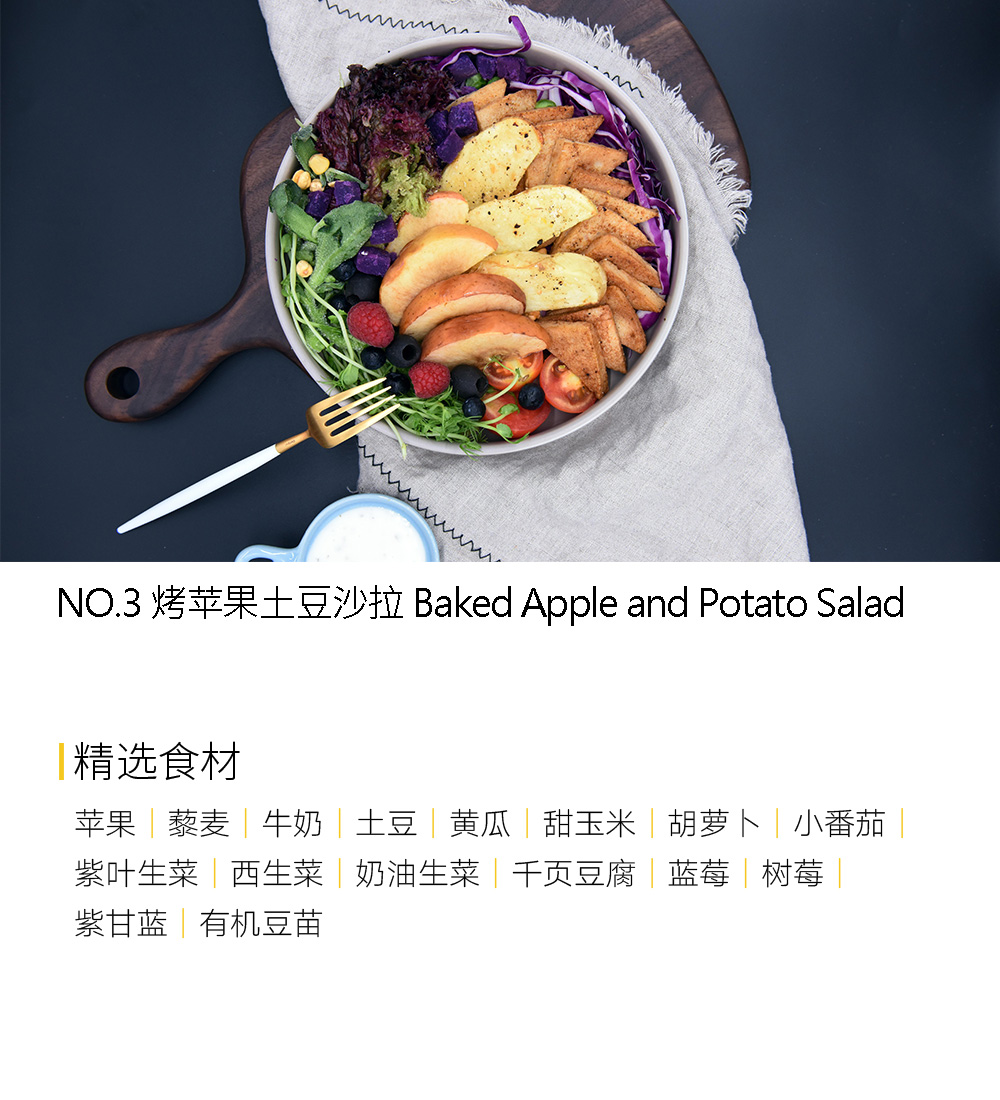 NO.3 烤苹果土豆沙拉 Baked Apple and Potato Salad
精选食材
苹果｜藜麦｜牛奶｜土豆｜黄瓜｜甜玉米｜胡萝卜｜小番茄｜
紫叶生菜｜西生菜｜奶油生菜｜千页豆腐｜蓝莓｜树莓｜
紫甘蓝｜有机豆苗